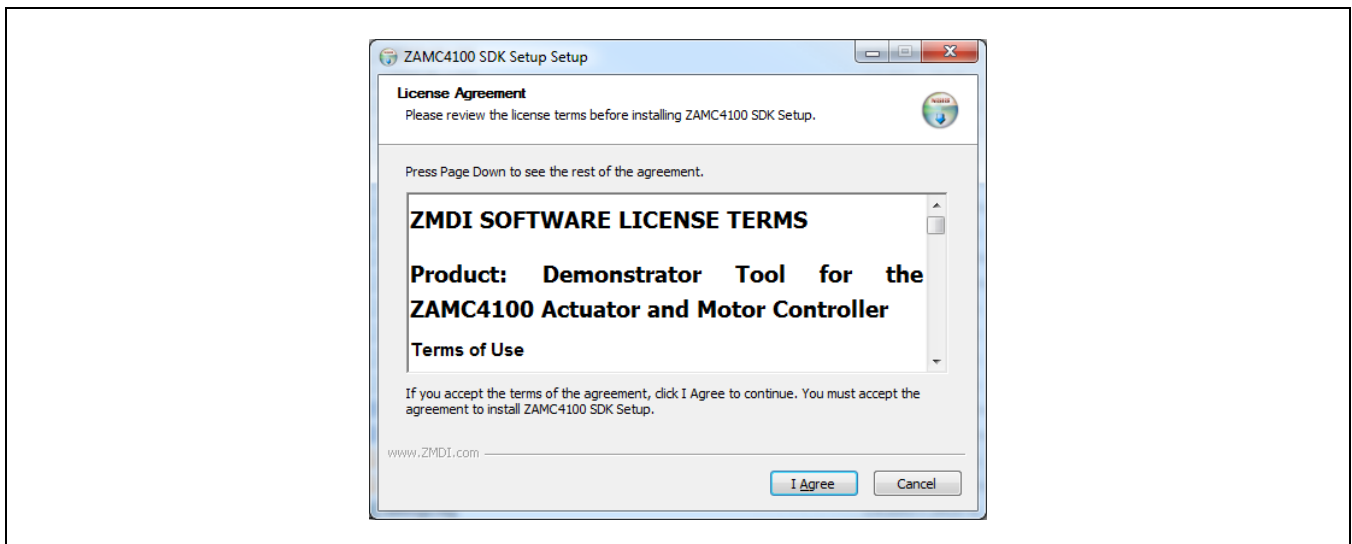 ZAMC4100 SDK Setup Setup
License Agreement
Please review the license terms before installing ZAMC4100 SDK Setup.
Press Page Down to see the rest of the agreement.
ZMDI SOFTWARE LICENSE TERMS
Product: Demonstrator Tool for the
ZAMC4100 Actuator and Motor Controller
Terms of Use
If you accept the terms of the agreement, click I Agree to continue. You must accept the
agreement to install ZAMC4100 SDK Setup.
www.ZMDI.com
I Agree
Cancel